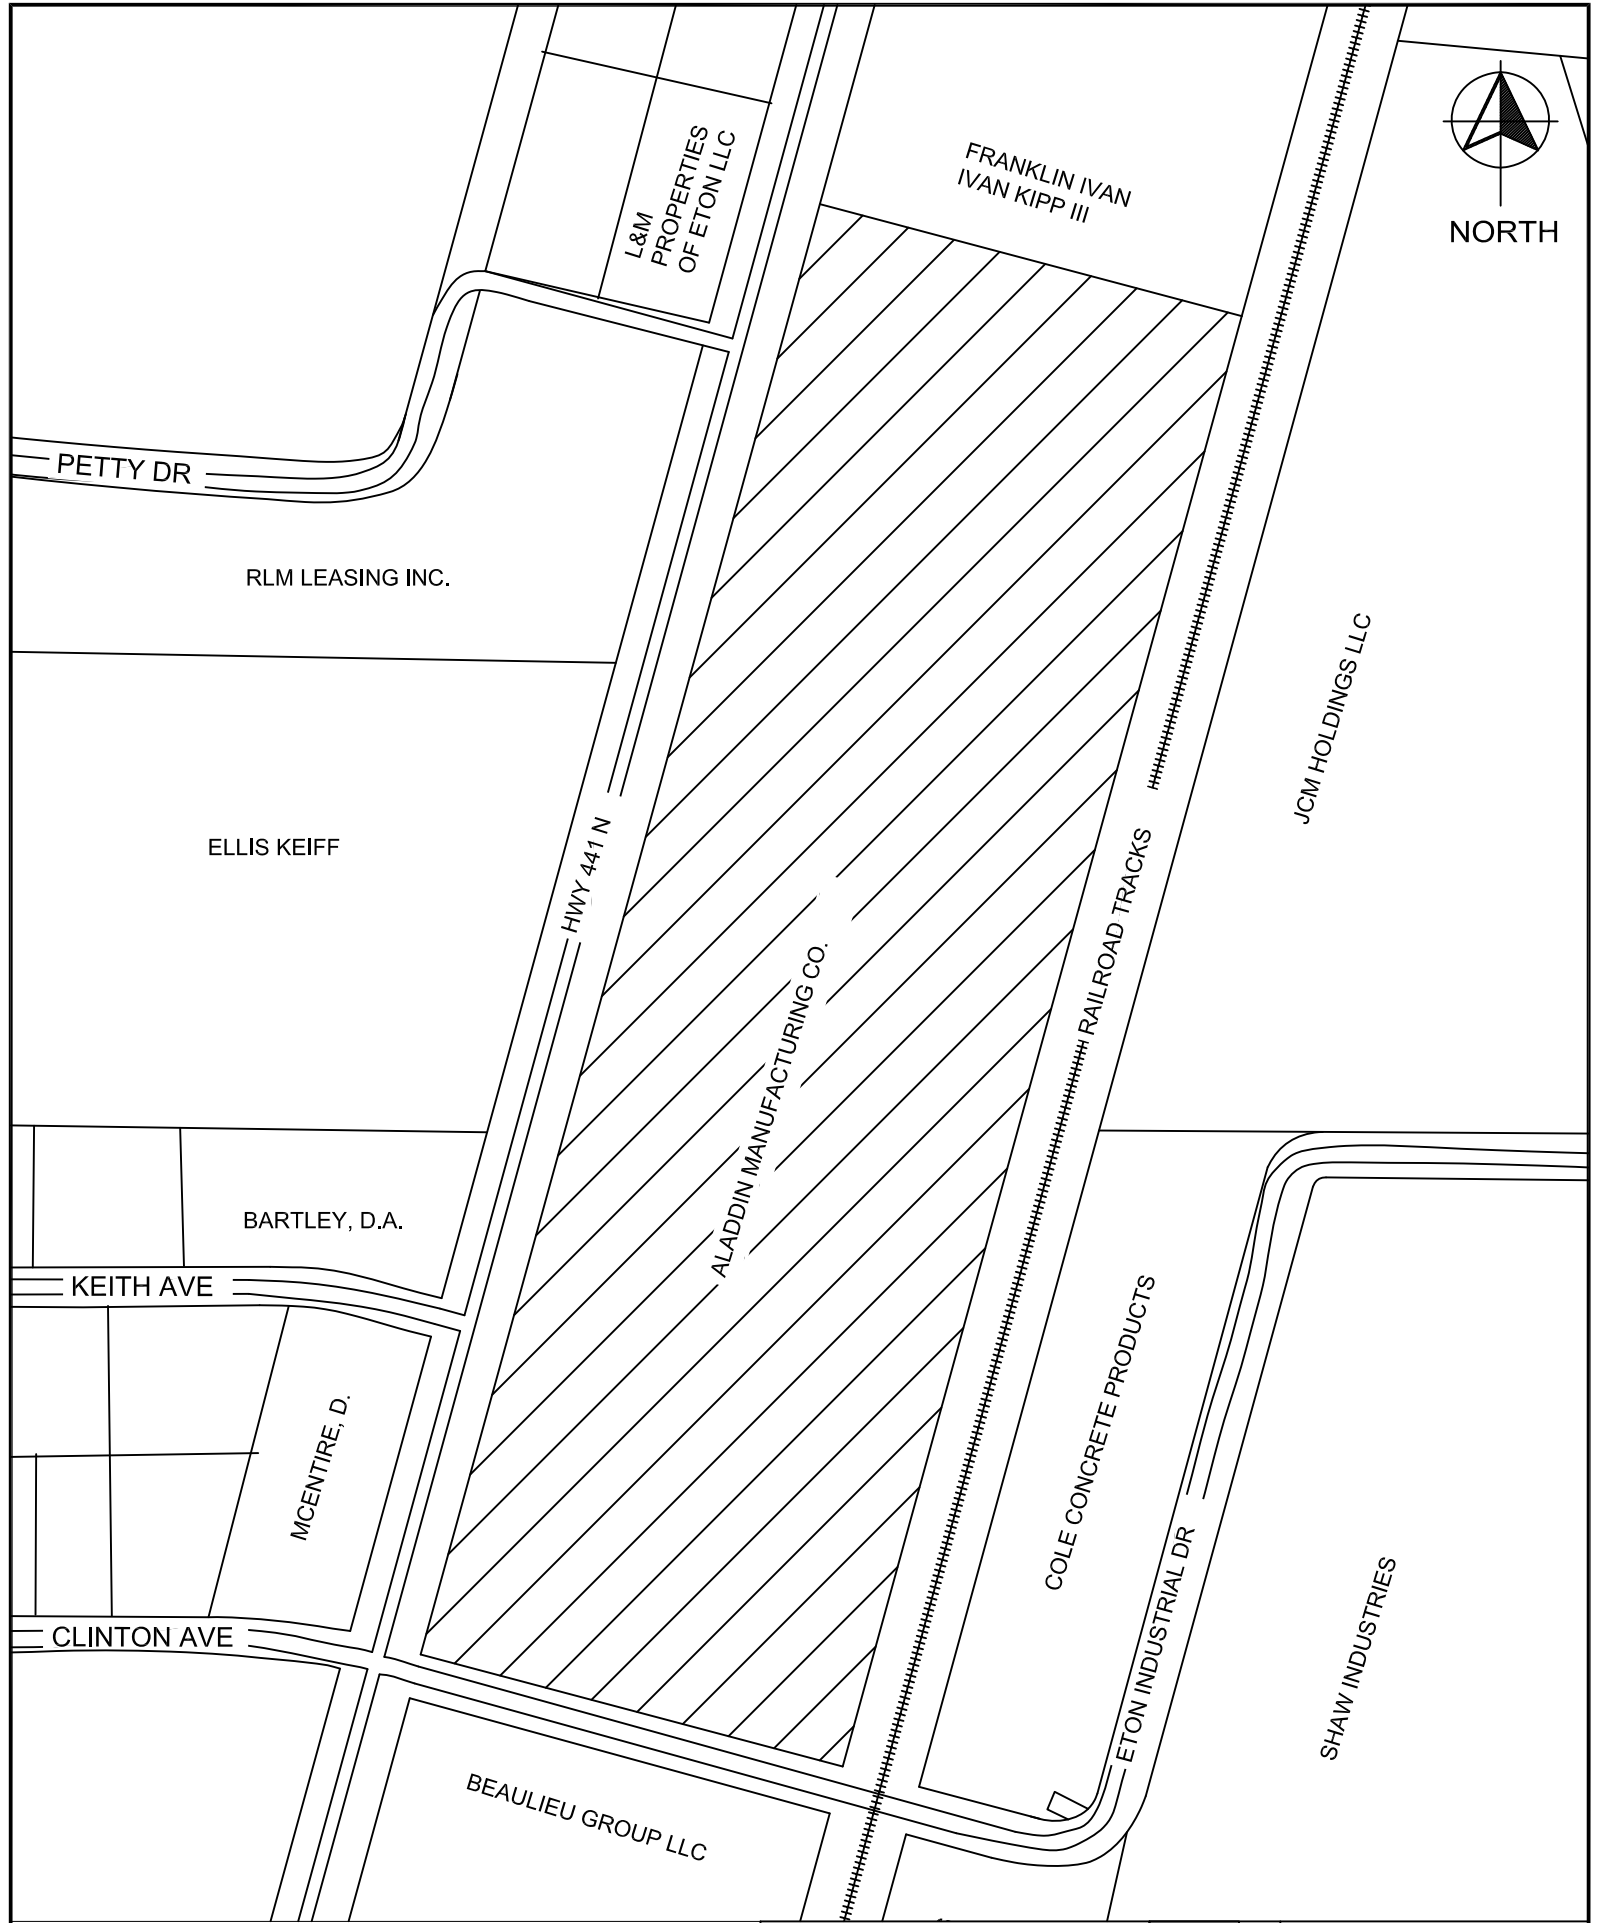 FRANKLIN IVAN
IVAN KIPP III
NORTH
L&M
PROPERTIES
OF ETON LLC
PETTY DR
RLM LEASING INC.
JCM HOLDINGS LLC
ELLIS KEIFF
HWY 441 N
RAILROAD TRACKS
ALADDIN MANUFACTURING CO.
BARTLEY, D.A.
KEITH AVE
MCENTIRE, D.
COLE CONCRETE PRODUCTS
ETON INDUSTRIAL DR
SHAW INDUSTRIES
CLINTON AVE
BEAULIEU GROUP LLC